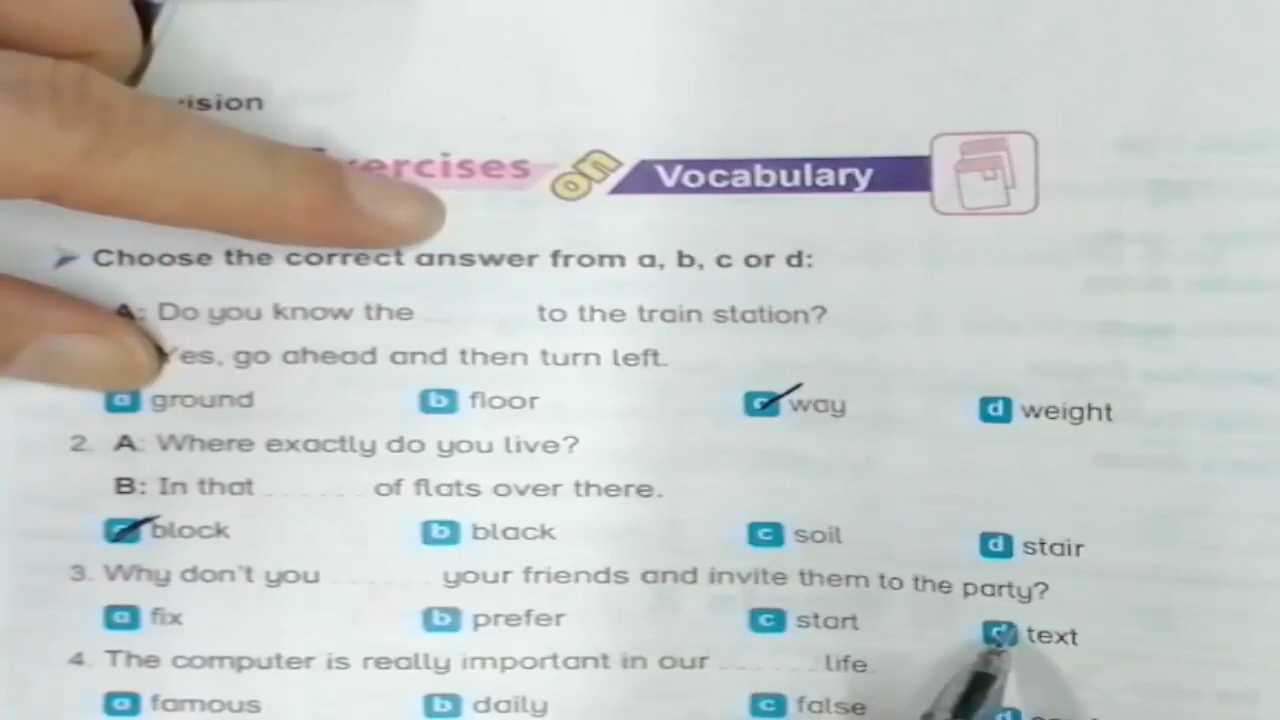 on Vocabulary
Choose the correct answer from a, b, c or d:
A: Do you know the ........ to the train station?
Yes, go ahead and then turn left.
a ground b floor c way d weight
2. A: Where exactly do you live?
B: In that ........ of flats over there.
a block b black c soil d stair
3. Why don't you ........ your friends and invite them to the party?
a fix b prefer c start d text
4. The computer is really important in our ........ life.
a famous b daily c false d